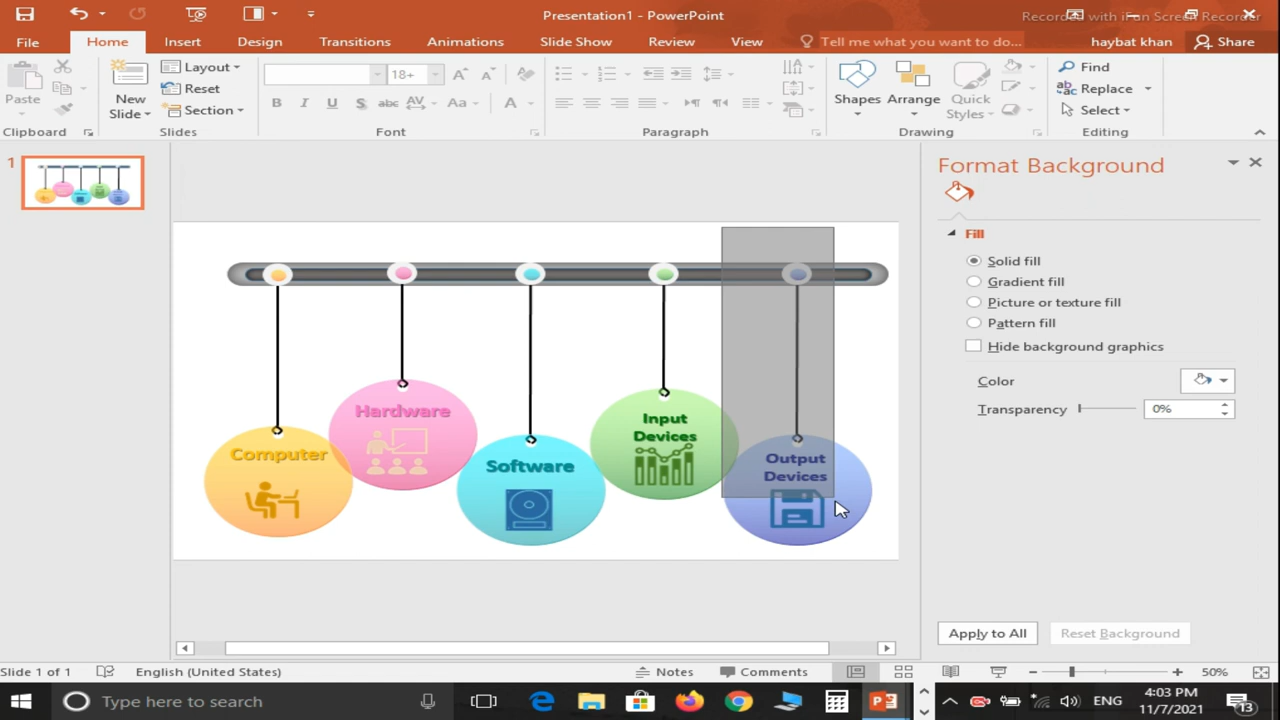 Presentation1 - PowerPoint
Recorded with iFun Screen Recorder
File
Home
Insert
Design
Transitions
Animations
Slide Show
Review
View
Tell me what you want to do...
haybat khan
Share
Paste
Clipboard
New
Slide
Layout
Reset
Section
Slides
18+
B I U S abc AV Aa A
Font
Paragraph
Shapes
Arrange
Quick
Styles
Drawing
Find
Replace
Select
Editing
1
Format Background
Fill
Solid fill
Gradient fill
Picture or texture fill
Pattern fill
Hide background graphics
Color
Transparency
0%
Apply to All
Reset Background
Computer
Hardware
Software
Input
Devices
Output
Devices
Slide 1 of 1
English (United States)
Notes
Comments
50%
Type here to search
ENG
4:03 PM
11/7/2021
13